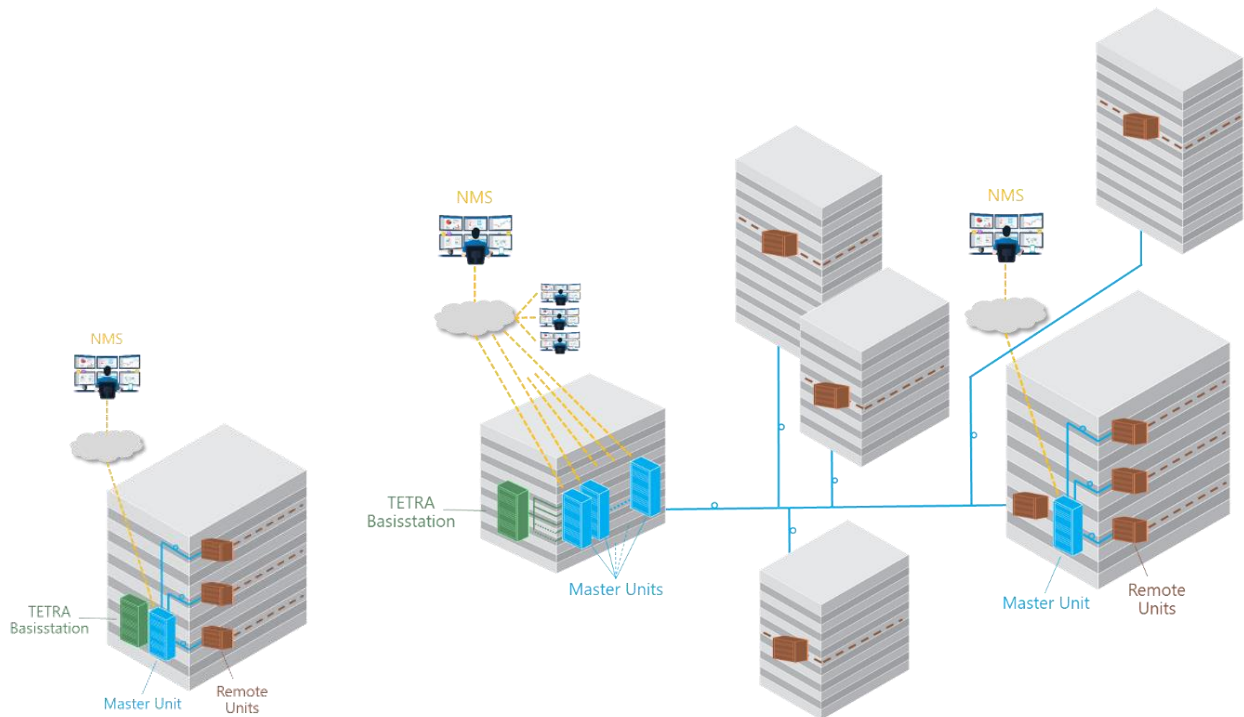 NMS
TETRA
Basisstation
Master Unit
Remote
Units
NMS
TETRA
Basisstation
Master Units
NMS
Master Unit
Remote
Units